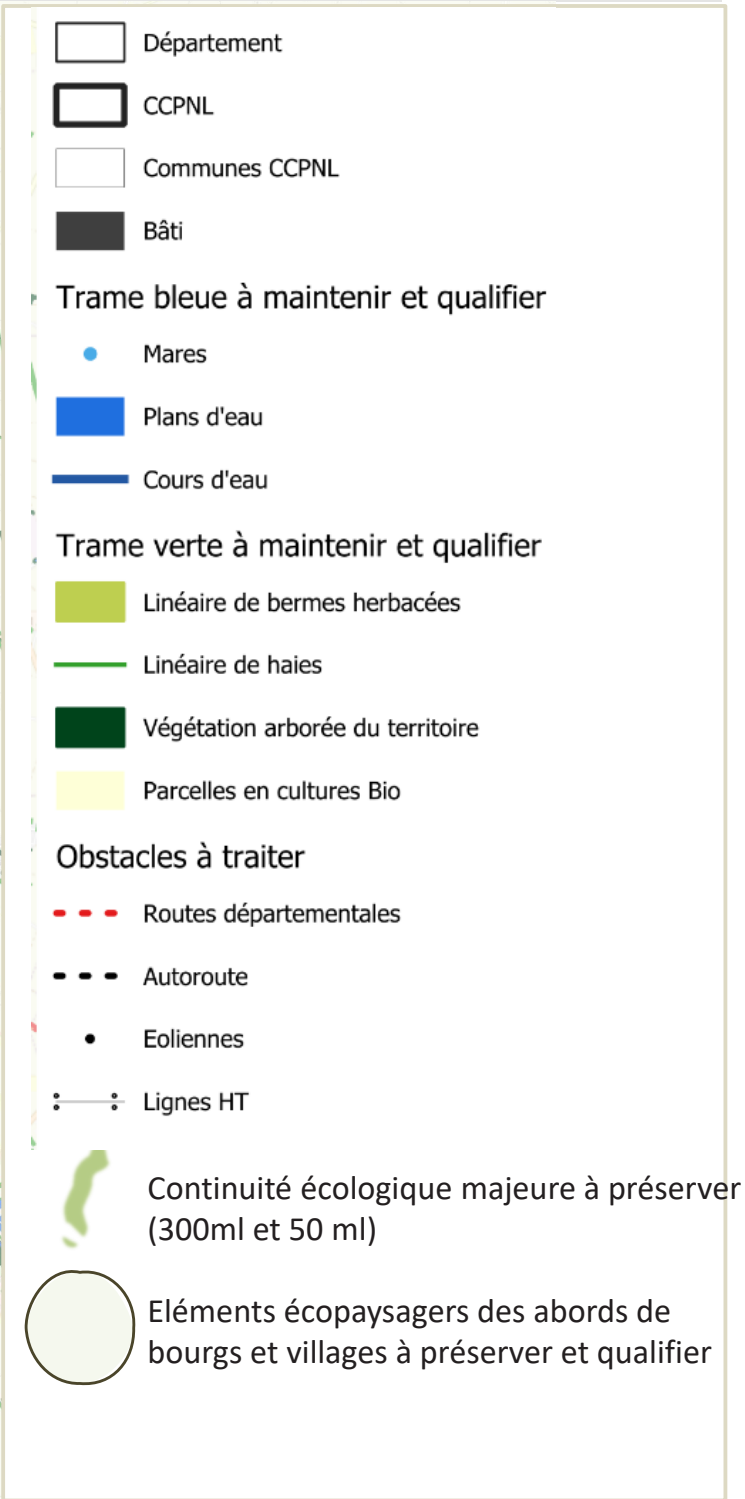 Département
CCPNL
Communes CCPNL
Bâti
Trame bleue à maintenir et qualifier
Mares
Plans d'eau
Cours d'eau
Trame verte à maintenir et qualifier
Linéaire de bermes herbacées
Linéaire de haies
Végétation arborée du territoire
Parcelles en cultures Bio
Obstacles à traiter
Routes départementales
Autoroute
Eoliennes
Lignes HT
Continuité écologique majeure à préserver
(300ml et 50 ml)
Eléments écopaysagers des abords de
bourgs et villages à préserver et qualifier